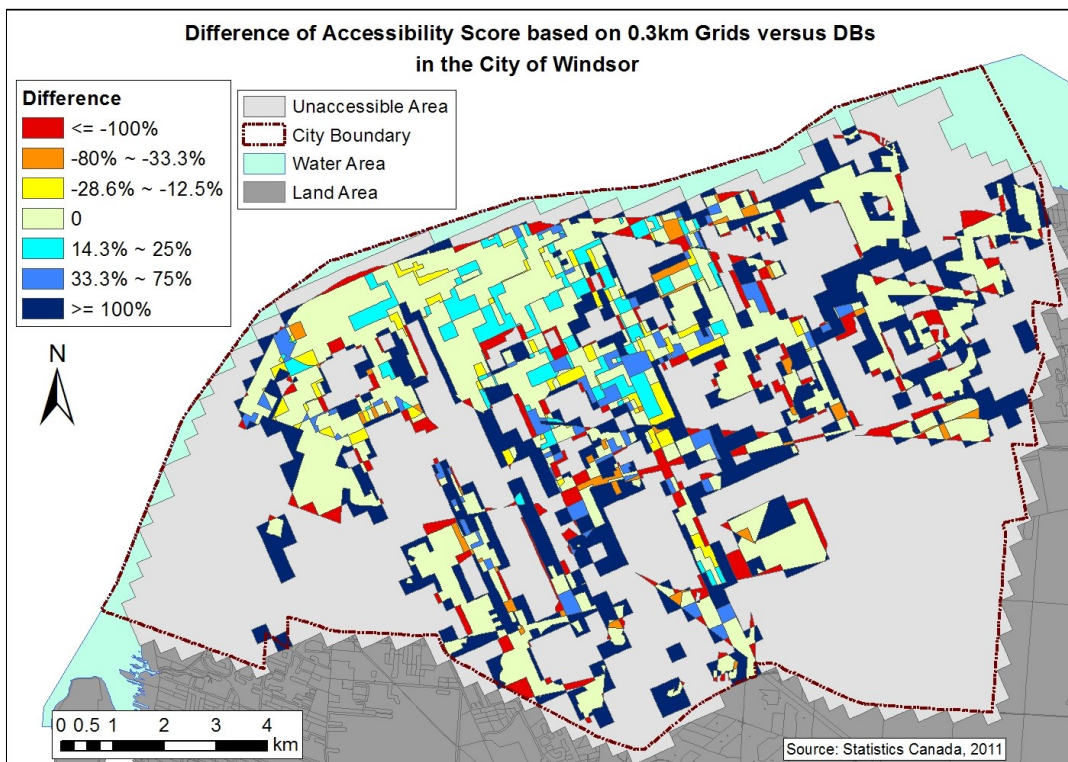 Difference of Accessibility Score based on 0.3km Grids versus DBs
in the City of Windsor
Difference
<= -100%
-80% ~ -33.3%
-28.6% ~ -12.5%
0
14.3% ~ 25%
33.3% ~ 75%
>= 100%
Unaccessible Area
City Boundary
Water Area
Land Area
N
0 0.5 1 2 3 4
km
Source: Statistics Canada, 2011